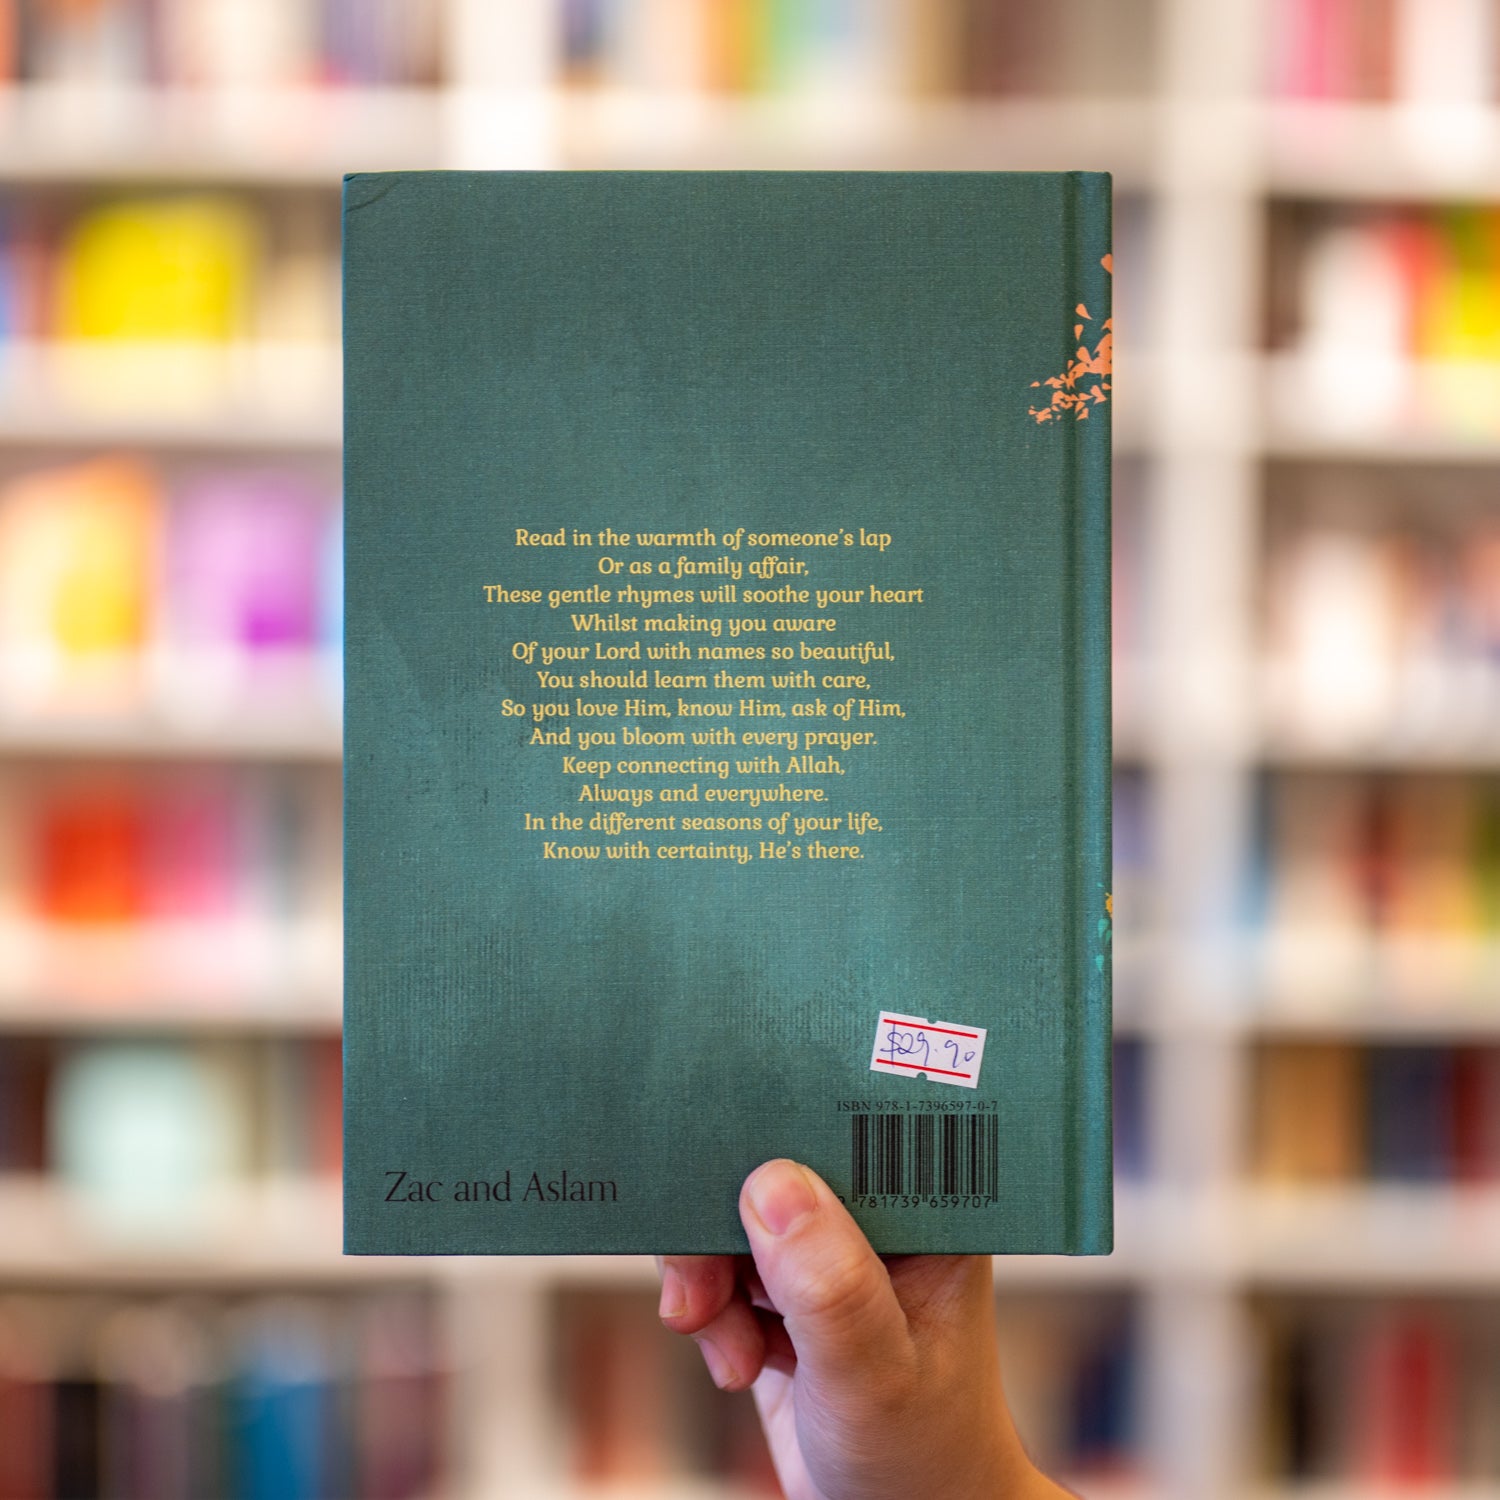 Read in the warmth of someone's lap
Or as a family affair,
These gentle rhymes will soothe your heart
Whilst making you aware
Of your Lord with names so beautiful,
You should learn them with care,
So you love Him, know Him, ask of Him,
And you bloom with every prayer.
Keep connecting with Allah,
Always and everywhere.
In the different seasons of your life,
Know with certainty, He's there.
$29.90
ISBN 978-1-7396597-0-7
9 781739 659707
Zac and Aslam